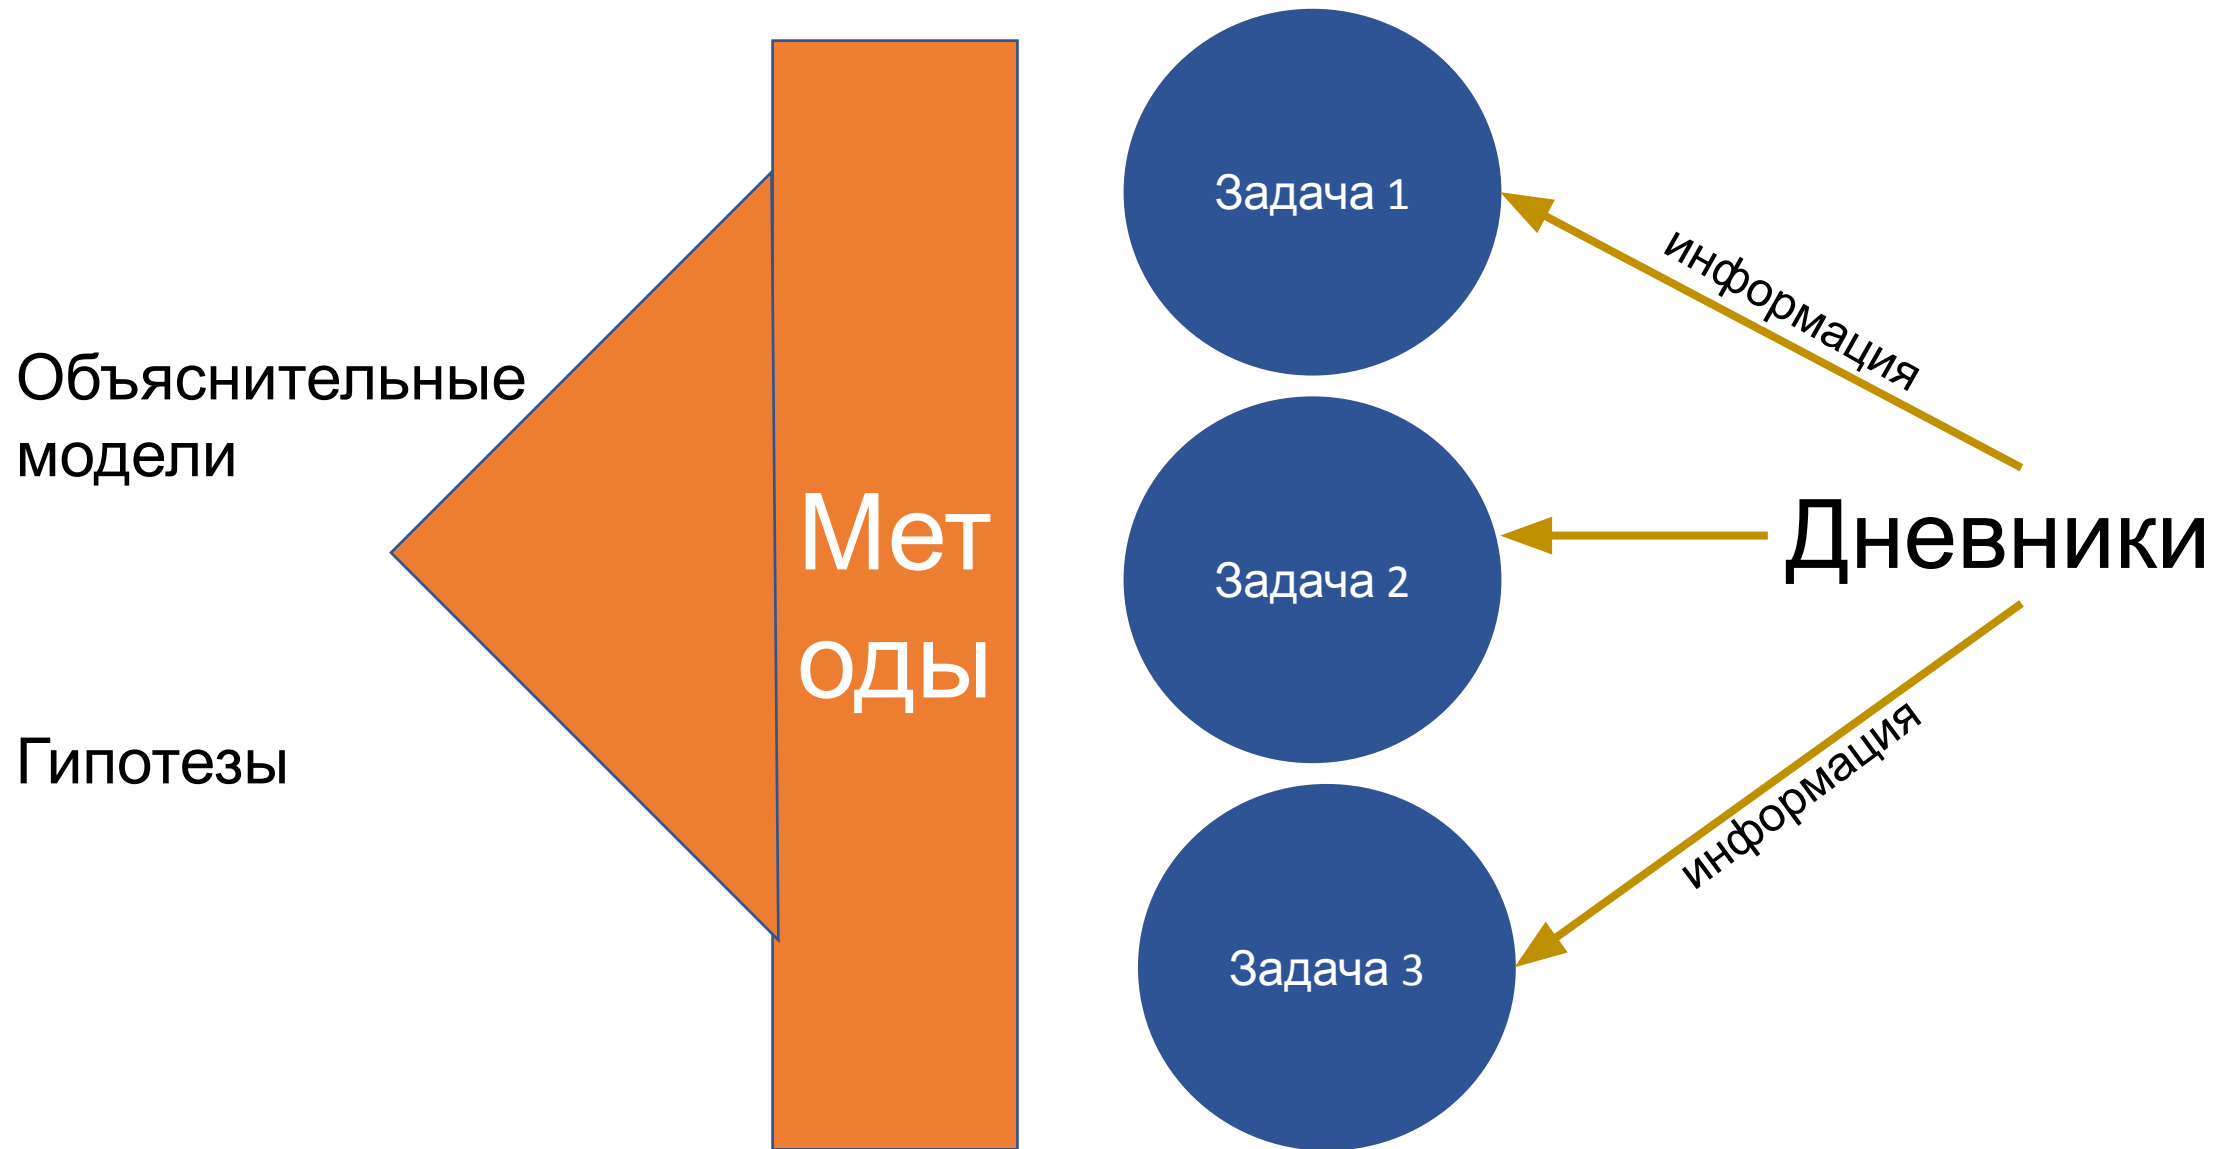 Объяснительные
модели
Гипотезы
Мет
оды
Задача 1
Задача 2
Задача 3
информация
Дневники
информация